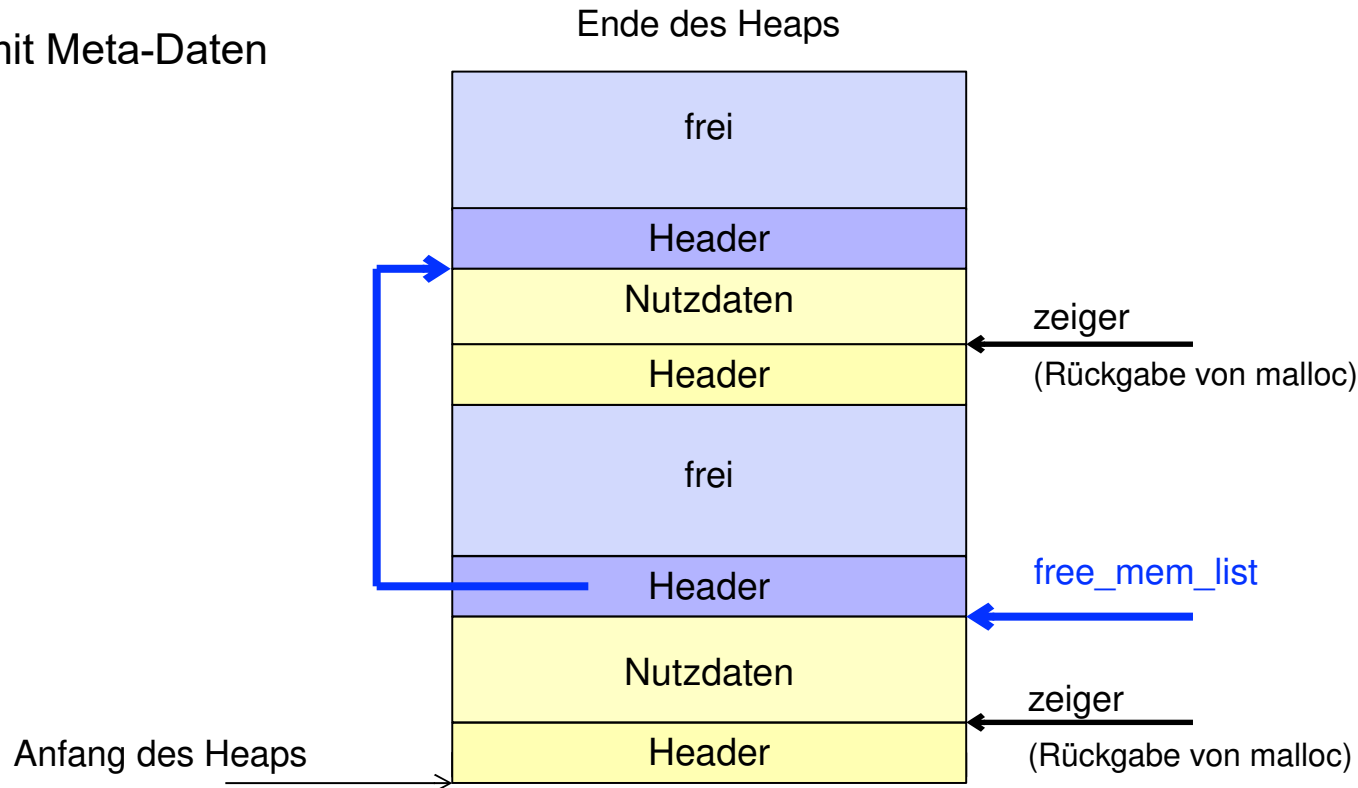 Ende des Heaps
mit Meta-Daten
frei
Header
Nutzdaten
zeiger
(Rückgabe von malloc)
Header
frei
free_mem_list
Header
Nutzdaten
zeiger
(Rückgabe von malloc)
Anfang des Heaps
Header